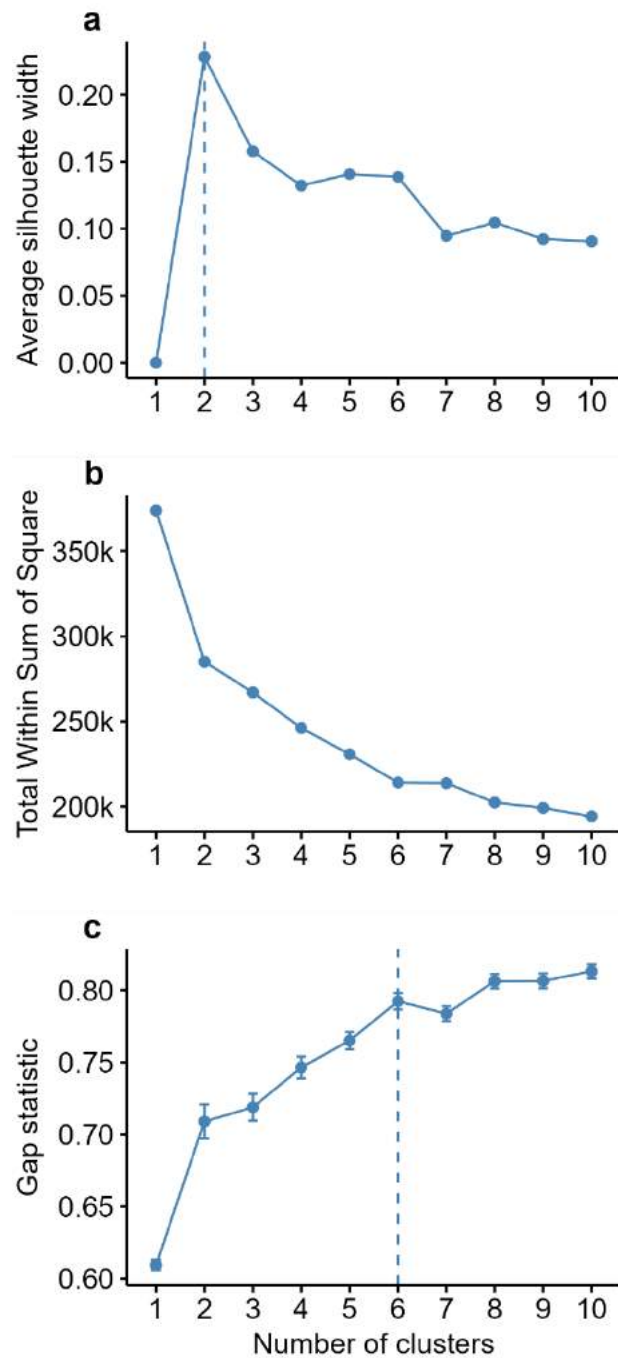 a
Average silhouette width
0.20
0.15
0.10
0.05
0.00
1 2 3 4 5 6 7 8 9 10
b
Total Within Sum of Square
350k
300k
250k
200k
1 2 3 4 5 6 7 8 9 10
c
Gap statistic
0.80
0.75
0.70
0.65
0.60
1 2 3 4 5 6 7 8 9 10
Number of clusters